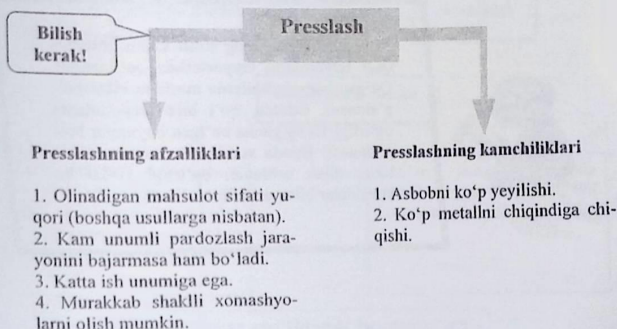 Bilish
kerak!
Presslash
Presslashning afzalliklari
1. Olinadigan mahsulot sifati yu-
qori (boshqa usullarga nisbatan).
2. Kam unumli pardozlash jara-
yonini bajarmasa ham bo‘ladi.
3. Katta ish unumiga ega.
4. Murakkab shaklli xomashyo-
larni olish mumkin.
Presslashning kamchiliklari
1. Asbobni ko‘p yeyilishi.
2. Ko‘p metallni chiqindiga chi-
qishi.